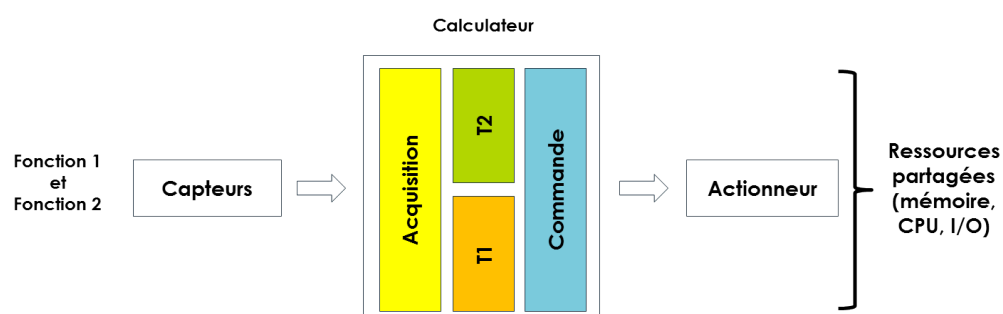 Calculateur
Fonction 1
et
Fonction 2
Capteurs
Acquisition
T2
T1
Commande
Actionneur
Ressources
partagées
(mémoire,
CPU, I/O)